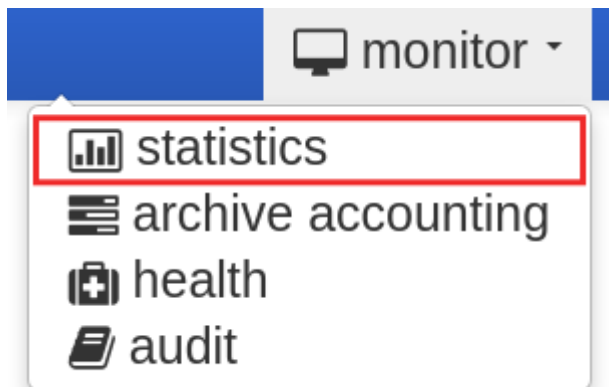 monitor
statistics
archive accounting
health
audit